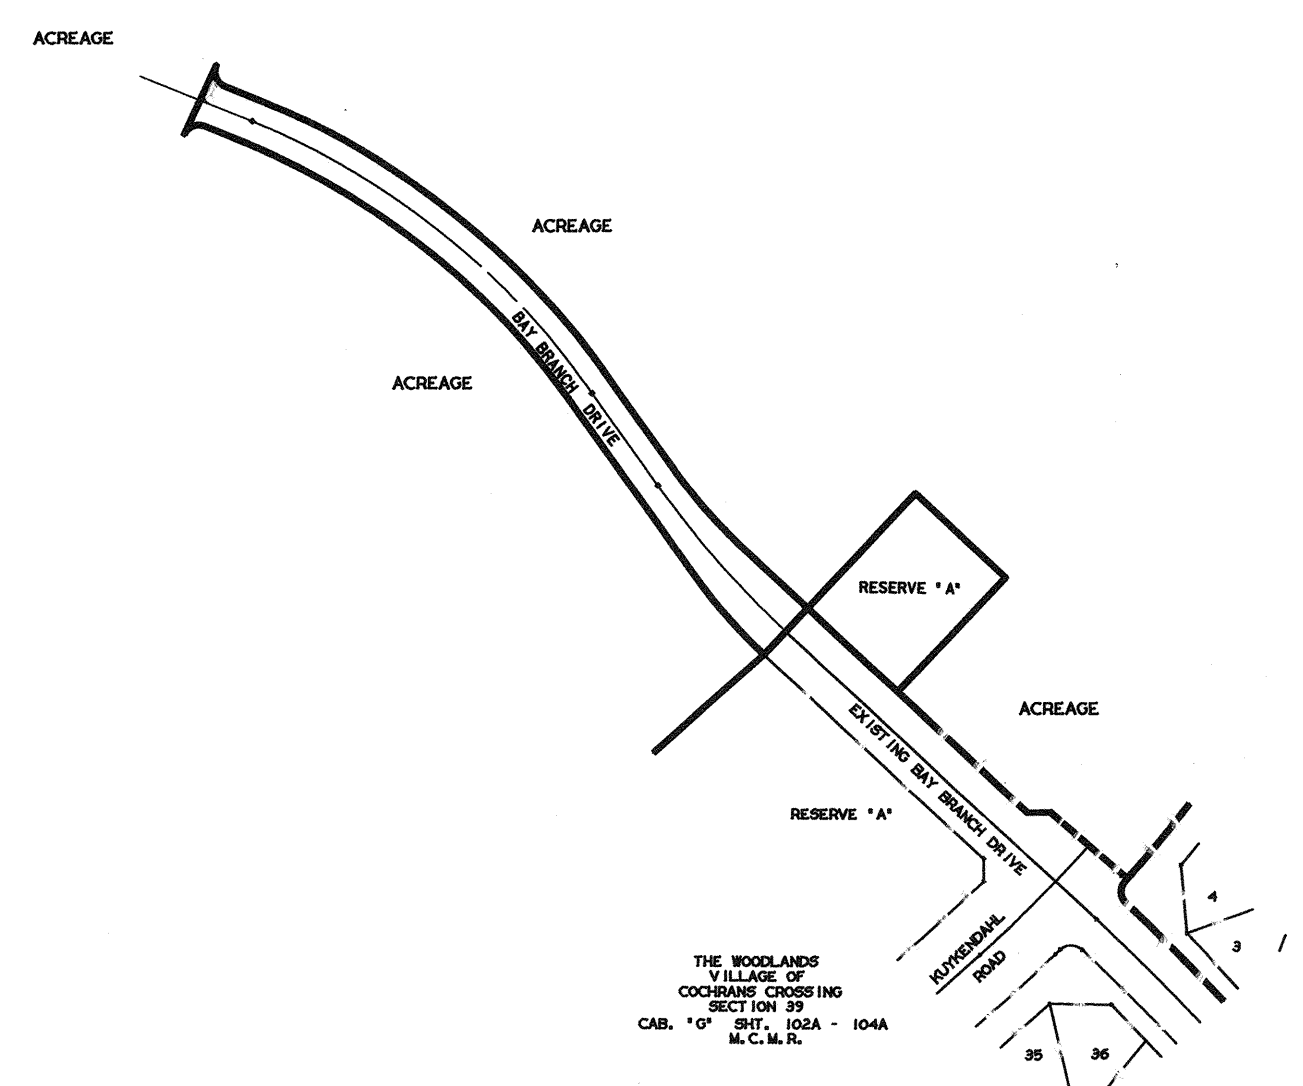 ACREAGE
ACREAGE
BAY BRANCH DRIVE
ACREAGE
RESERVE "A"
ACREAGE
EXISTING BAY BRANCH DRIVE
RESERVE "A"
4
3
KUYKENDAHL
ROAD
THE WOODLANDS
VILLAGE OF
COCHRANS CROSSING
SECTION 39
CAB. "G" SHT. 102A - 104A
M.C.M.R.
35
36